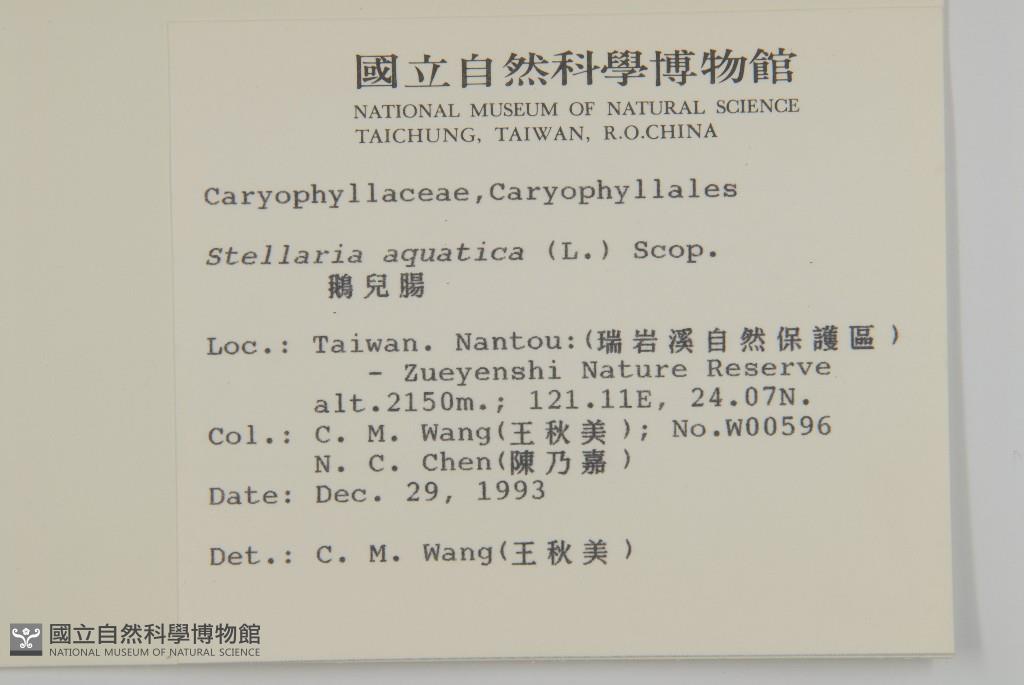 國立自然科學博物館
NATIONAL MUSEUM OF NATURAL SCIENCE
TAICHUNG, TAIWAN, R.O.CHINA
Caryophyllaceae,Caryophyllales
Stellaria aquatica (L.) Scop.
鵝兒腸
Loc.: Taiwan. Nantou:(瑞岩溪自然保護區)
- Zueyenshi Nature Reserve
alt.2150m.; 121.11E, 24.07N.
Col.: C. M. Wang(王秋美); No.W00596
N. C. Chen(陳乃嘉)
Date: Dec. 29, 1993
Det.: C. M. Wang(王秋美)
國立自然科學博物館
NATIONAL MUSEUM OF NATURAL SCIENCE